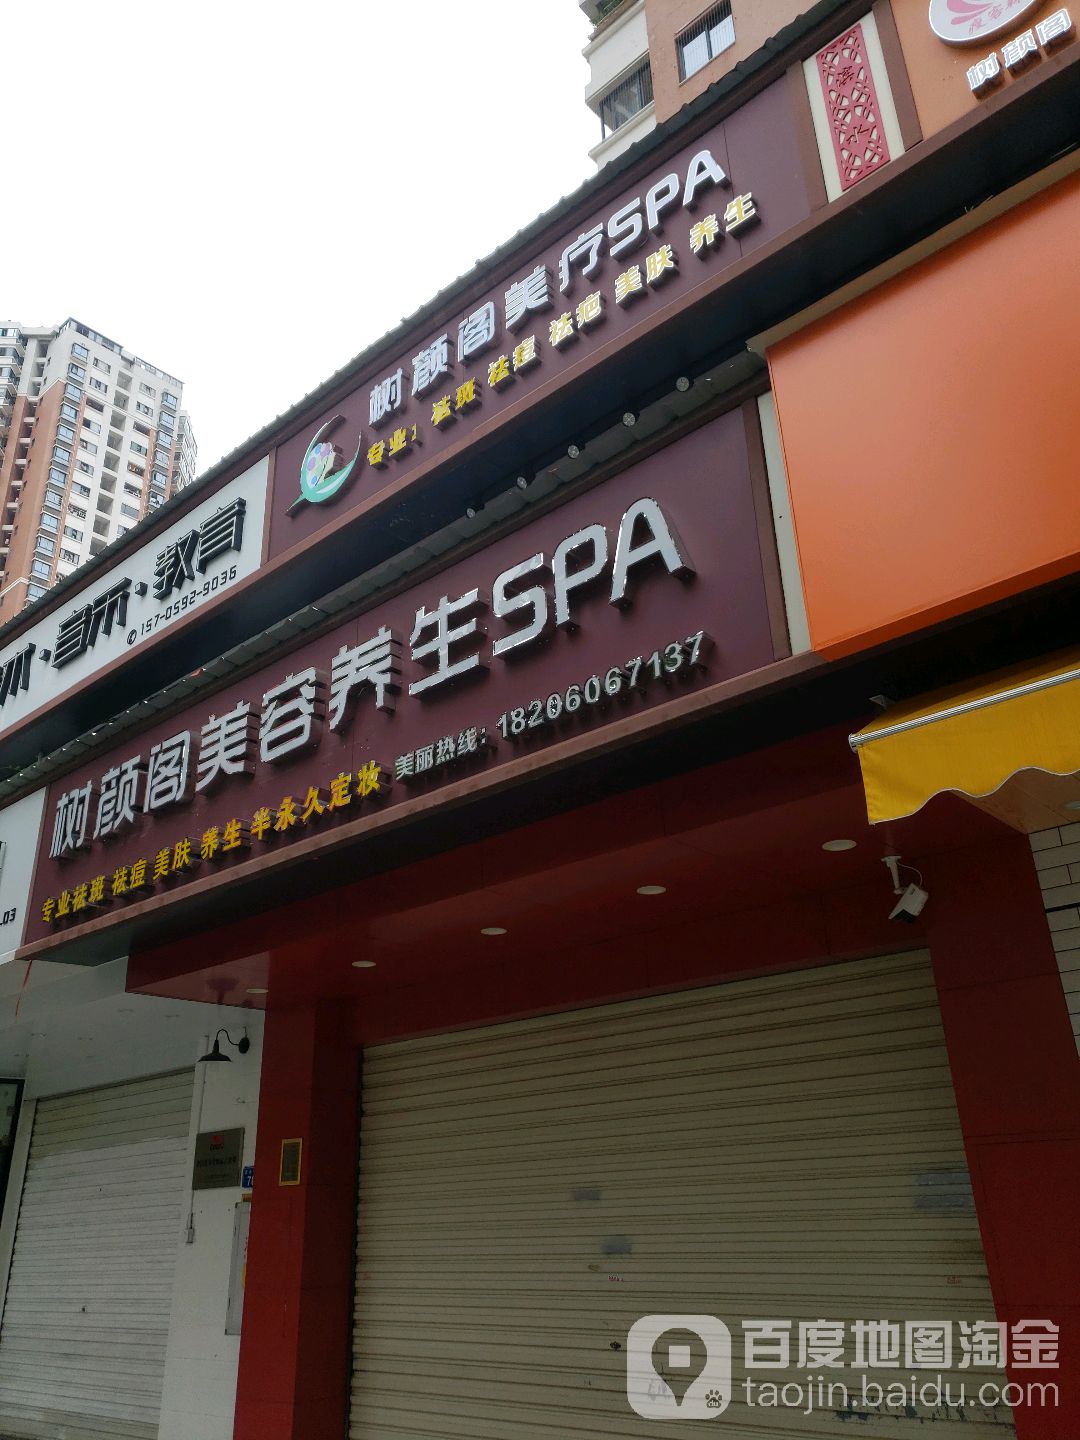 树颜阁
滨水
树颜阁美疗SPA
专业：祛斑 祛痘 祛疤 美肤 养生
音乐·教育
157-0592-9036
树颜阁美容养生SPA
美丽热线：18206067137
专业祛斑 祛痘 美肤 养生 半永久定妆
百度地图淘金
taojin.baidu.com